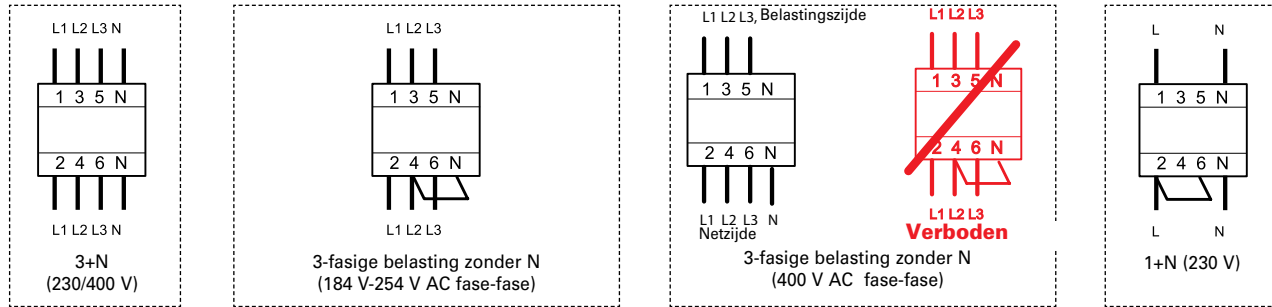 L1 L2 L3 N
1 3 5 N
2 4 6 N
L1 L2 L3 N
3+N
(230/400 V)
L1 L2 L3
1 3 5 N
2 4 6 N
L1 L2 L3
3-fasige belasting zonder N
(184 V-254 V AC fase-fase)
L1 L2 L3, Belastingszijde
1 3 5 N
2 4 6 N
L1 L2 L3 N
Netzijde
L1 L2 L3
1 3 5 N
2 4 6 N
L1 L2 L3
Verboden
3-fasige belasting zonder N
(400 V AC fase-fase)
L N
1 3 5 N
2 4 6 N
L N
1+N (230 V)